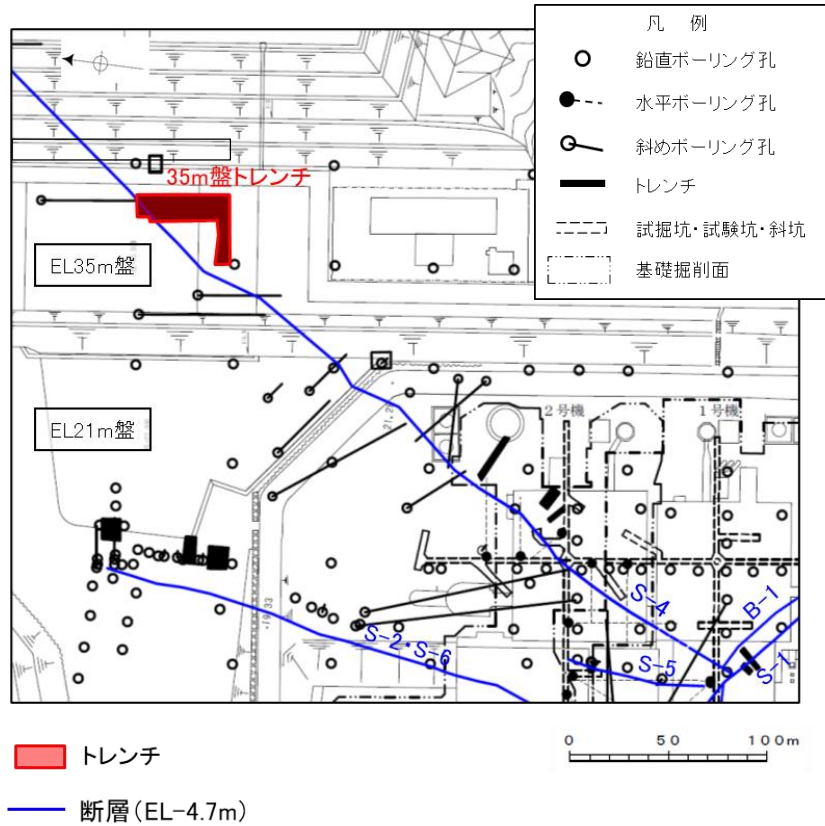 凡 例
鉛直ボーリング孔
水平ボーリング孔
斜めボーリング孔
トレンチ
試掘坑・試験坑・斜坑
基礎掘削面
35m盤トレンチ
EL35m盤
EL21m盤
2号機
1号機
S-4
B-1
S-1
S-2・S-6
S-5
トレンチ
0 50 100m
断層(EL-4.7m)